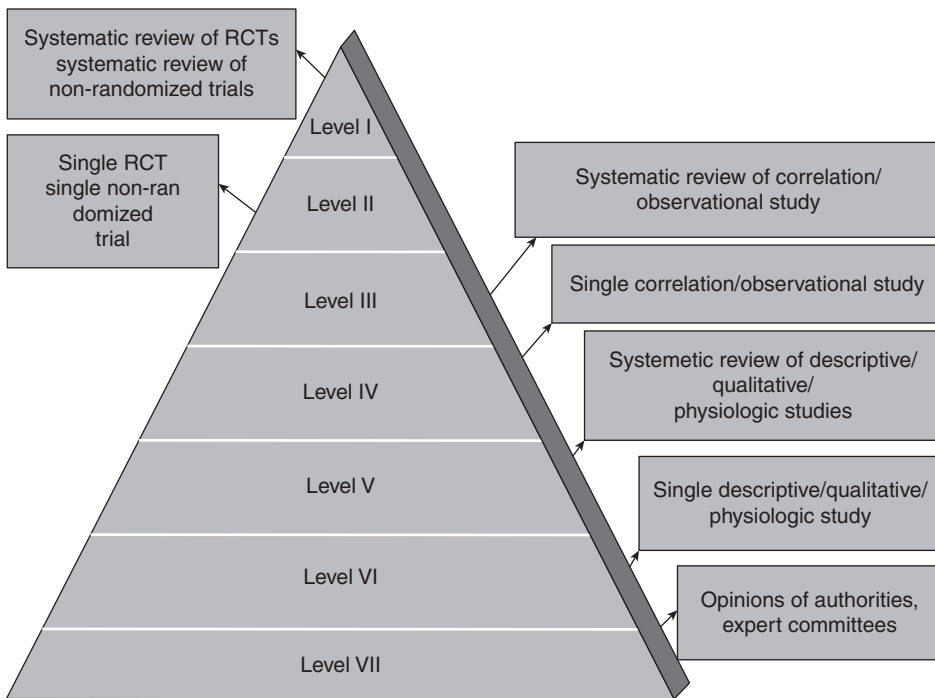 Systematic review of RCTs
systematic review of
non-randomized trials
Single RCT
single non-ran
domized
trial
Level I
Level II
Level III
Level IV
Level V
Level VI
Level VII
Systematic review of correlation/
observational study
Single correlation/observational study
Systemetic review of descriptive/
qualitative/
physiologic studies
Single descriptive/qualitative/
physiologic study
Opinions of authorities,
expert committees